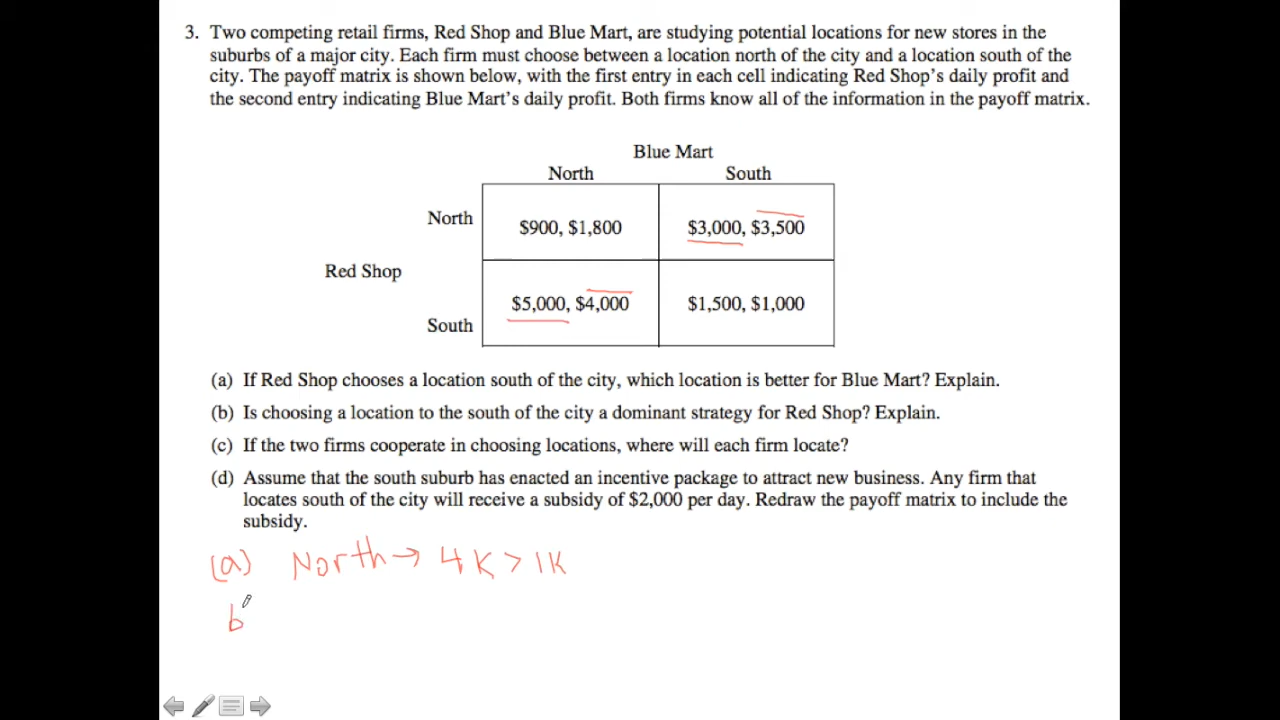 3. Two competing retail firms, Red Shop and Blue Mart, are studying potential locations for new stores in the
suburbs of a major city. Each firm must choose between a location north of the city and a location south of the
city. The payoff matrix is shown below, with the first entry in each cell indicating Red Shop's daily profit and
the second entry indicating Blue Mart's daily profit. Both firms know all of the information in the payoff matrix.
Blue Mart
North South
North $900, $1,800 $3,000, $3,500
Red Shop
$5,000, $4,000 $1,500, $1,000
South
(a) If Red Shop chooses a location south of the city, which location is better for Blue Mart? Explain.
(b) Is choosing a location to the south of the city a dominant strategy for Red Shop? Explain.
(c) If the two firms cooperate in choosing locations, where will each firm locate?
(d) Assume that the south suburb has enacted an incentive package to attract new business. Any firm that
locates south of the city will receive a subsidy of $2,000 per day. Redraw the payoff matrix to include the
subsidy.
(a) North → 4K > 1K
b